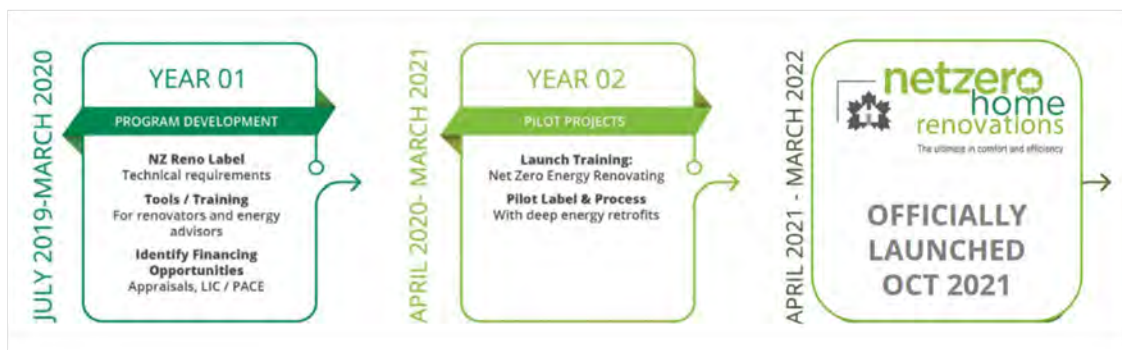 JULY 2019-MARCH 2020
YEAR 01
PROGRAM DEVELOPMENT
NZ Reno Label
Technical requirements
Tools / Training
For renovators and energy
advisors
Identify Financing
Opportunities
Appraisals, LIC / PACE
APRIL 2020- MARCH 2021
YEAR 02
PILOT PROJECTS
Launch Training:
Net Zero Energy Renovating
Pilot Label & Process
With deep energy retrofits
APRIL 2021 - MARCH 2022
netzero
home
renovations
The ultimate in comfort and efficiency
OFFICIALLY
LAUNCHED
OCT 2021